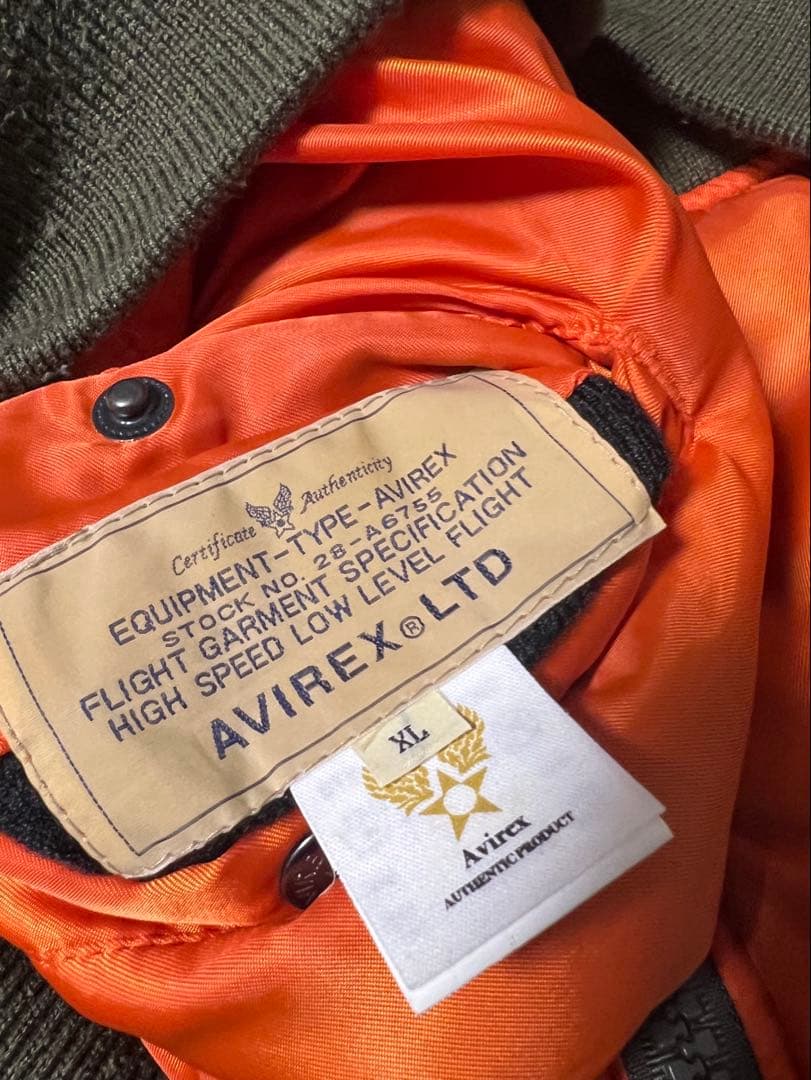 Certificate Authenticity
EQUIPMENT-TYPE-AVIREX
STOCK NO. 28-A6755
FLIGHT GARMENT SPECIFICATION
HIGH SPEED LOW LEVEL FLIGHT
AVIREX® LTD
XL
Avirex
AUTHENTIC PRODUCT